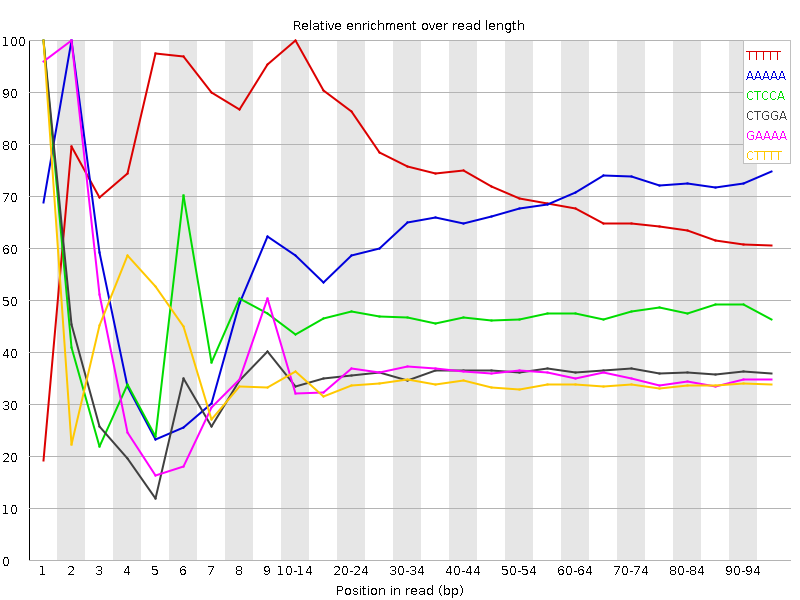 Relative enrichment over read length
100
90
80
70
60
50
40
30
20
10
0
TTTTT
AAAAA
CTCCA
CTGGA
GAAAA
CTTTT
1 2 3 4 5 6 7 8 9 10-14 20-24 30-34 40-44 50-54 60-64 70-74 80-84 90-94
Position in read (bp)